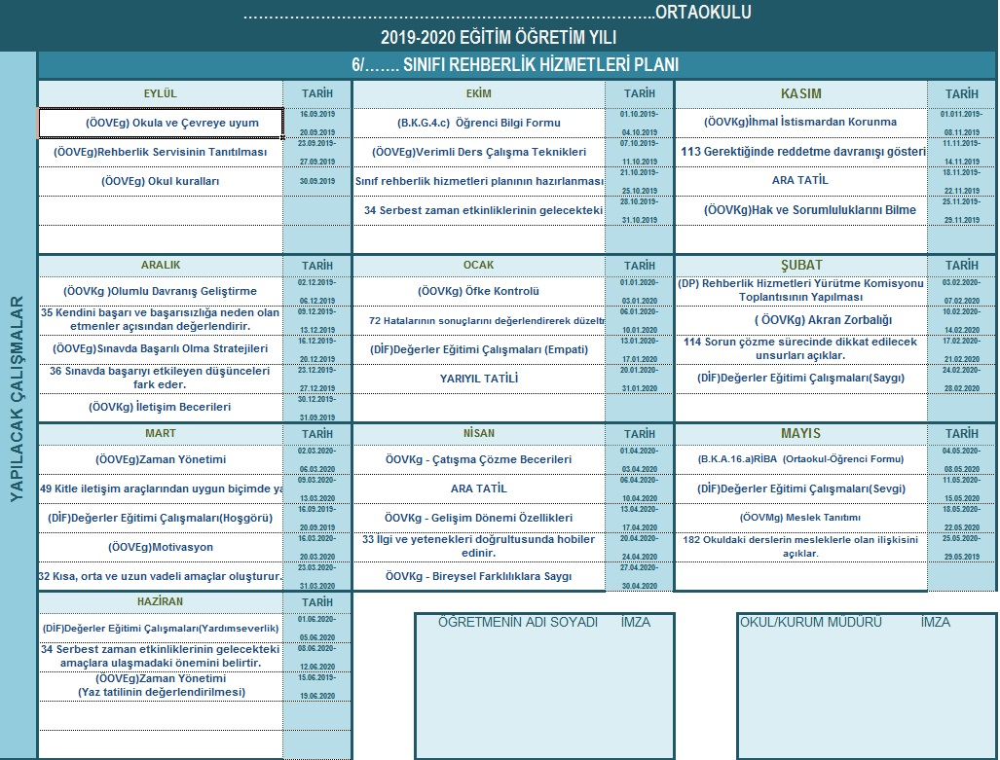 ………………………………………………………………..ORTAOKULU
2019-2020 EĞİTİM ÖĞRETİM YILI
6/……. SINIFI REHBERLİK HİZMETLERİ PLANI
YAPILACAK ÇALIŞMALAR
EYLÜL TARİH
(ÖOVEg) Okula ve Çevreye uyum 16.09.2019
20.09.2019
(ÖOVEg)Rehberlik Servisinin Tanıtılması 23.09.2019-
27.09.2019
(ÖOVEg) Okul kuralları 30.09.2019
EKİM TARİH
(B.K.G.4.c) Öğrenci Bilgi Formu 01.10.2019-
04.10.2019
(ÖOVEg)Verimli Ders Çalışma Teknikleri 07.10.2019-
11.10.2019
Sınıf rehberlik hizmetleri planının hazırlanması 21.10.2019-
25.10.2019
34 Serbest zaman etkinliklerinin gelecekteki 28.10.2019-
31.10.2019
KASIM TARİH
(ÖOVKg)İhmal İstismardan Korunma 01.011.2019-
08.11.2019
113 Gerektiğinde reddetme davranışı gösteri 11.11.2019-
14.11.2019
ARA TATİL 18.11.2019-
22.11.2019
(ÖOVKg)Hak ve Sorumluluklarını Bilme 25.11.2019-
29.11.2019
ARALIK TARİH
(ÖOVKg )Olumlu Davranış Geliştirme 02.12.2019-
06.12.2019
35 Kendini başarı ve başarısızlığa neden olan 09.12.2019-
etmenler açısından değerlendirir. 13.12.2019
(ÖOVEg)Sınavda Başarılı Olma Stratejileri 16.12.2019-
20.12.2019
36 Sınavda başarıyı etkileyen düşünceleri 23.12.2019-
fark eder. 27.12.2019
(ÖOVKg) İletişim Becerileri 30.12.2019-
31.09.2019
OCAK TARİH
(ÖOVKg) Öfke Kontrolü 01.01.2020-
03.01.2020
72 Hatalarının sonuçlarını değerlendirerek düzeltr 06.01.2020-
10.01.2020
(DİF)Değerler Eğitimi Çalışmaları (Empati) 13.01.2020-
17.01.2020
YARIYIL TATİLİ 20.01.2020-
31.01.2020
ŞUBAT TARİH
(DP) Rehberlik Hizmetleri Yürütme Komisyonu 03.02.2020-
Toplantısının Yapılması 07.02.2020
( ÖOVKg) Akran Zorbalığı 10.02.2020-
14.02.2020
114 Sorun çözme sürecinde dikkat edilecek 17.02.2020-
unsurları açıklar. 21.02.2020
(DİF)Değerler Eğitimi Çalışmaları(Saygı) 24.02.2020-
28.02.2020
MART TARİH
(ÖOVEg)Zaman Yönetimi 02.03.2020-
06.03.2020
49 Kitle iletişim araçlarından uygun biçimde ya 09.03.2020-
13.03.2020
(DİF)Değerler Eğitimi Çalışmaları(Hoşgörü) 16.09.2019-
20.09.2019
(ÖOVEg)Motivasyon 16.03.2020-
20.03.2020
32 Kısa, orta ve uzun vadeli amaçlar oluşturur. 23.03.2020-
31.03.2020
NİSAN TARİH
ÖOVKg - Çatışma Çözme Becerileri 01.04.2020-
03.04.2020
ARA TATİL 06.04.2020-
10.04.2020
ÖOVKg - Gelişim Dönemi Özellikleri 13.04.2020-
17.04.2020
33 İlgi ve yetenekleri doğrultusunda hobiler 20.04.2020-
edinir. 24.04.2020
ÖOVKg - Bireysel Farklılıklara Saygı 27.04.2020-
30.04.2020
MAYIS TARİH
(B.K.A.16.a)RİBA (Ortaokul-Öğrenci Formu) 04.05.2020-
08.05.2020
(DİF)Değerler Eğitimi Çalışmaları(Sevgi) 11.05.2020-
15.05.2020
(ÖOVMg) Meslek Tanıtımı 18.05.2020-
22.05.2020
182 Okuldaki derslerin mesleklerle olan ilişkisini 25.05.2020-
açıklar. 29.05.2019
HAZİRAN TARİH
(DİF)Değerler Eğitimi Çalışmaları(Yardımseverlik) 01.06.2020-
05.06.2020
34 Serbest zaman etkinliklerinin gelecekteki 08.06.2020-
amaçlara ulaşmadaki önemini belirtir. 12.06.2020
(ÖOVEg)Zaman Yönetimi 15.06.2019-
(Yaz tatilinin değerlendirilmesi) 19.06.2020
ÖĞRETMENİN ADI SOYADI İMZA
OKUL/KURUM MÜDÜRÜ İMZA